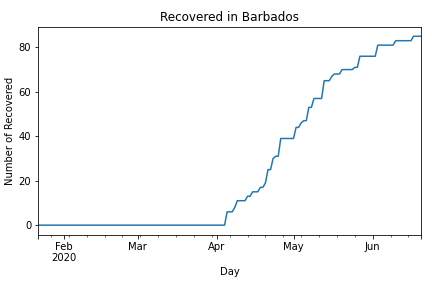 Recovered in Barbados
Number of Recovered
80
60
40
20
0
Feb
2020
Mar
Apr
May
Jun
Day